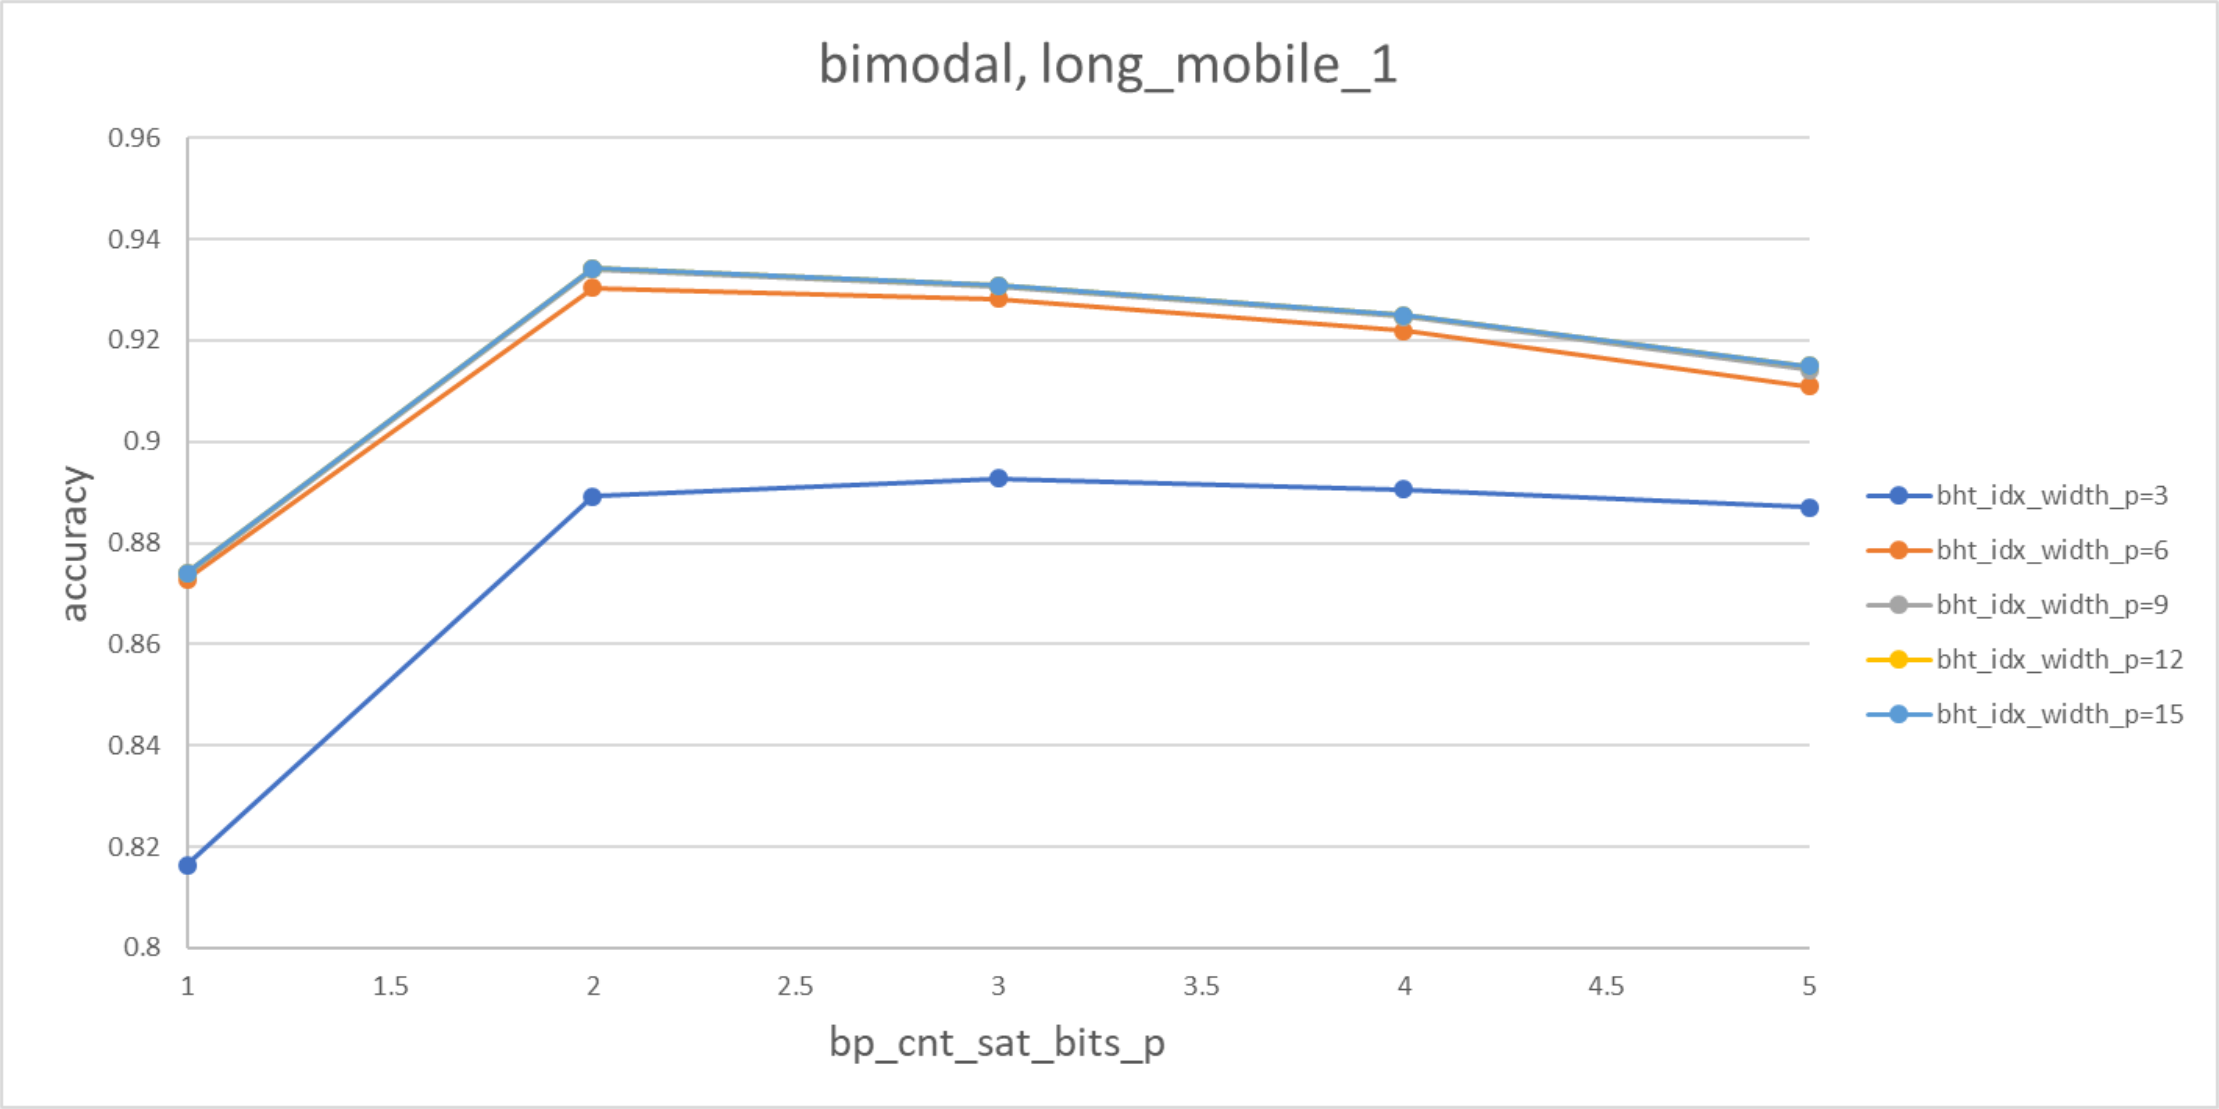 bimodal, long_mobile_1
0.96
0.94
0.92
0.9
0.88
0.86
0.84
0.82
0.8
accuracy
1 1.5 2 2.5 3 3.5 4 4.5 5
bp_cnt_sat_bits_p
bht_idx_width_p=3
bht_idx_width_p=6
bht_idx_width_p=9
bht_idx_width_p=12
bht_idx_width_p=15